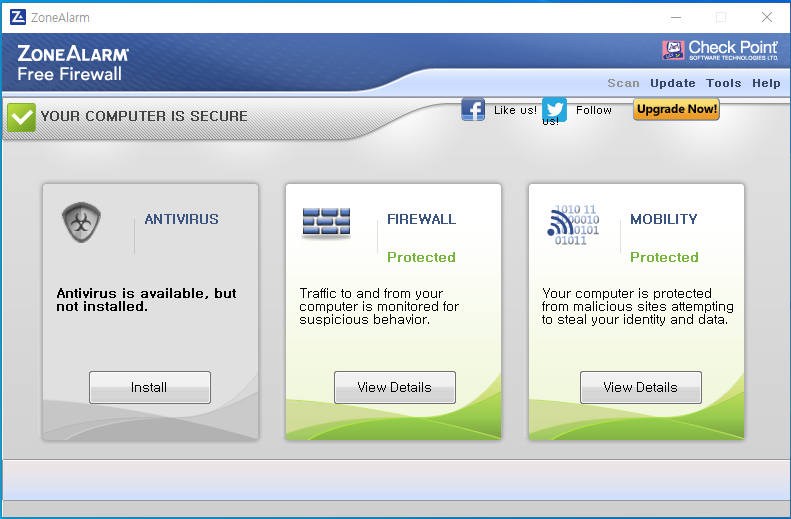 ZoneAlarm
ZONEALARM®
Free Firewall
Check Point
SOFTWARE TECHNOLOGIES LTD.
Scan Update Tools Help
YOUR COMPUTER IS SECURE
Like us!
Follow
us!
Upgrade Now!
ANTIVIRUS
Antivirus is available, but
not installed.
Install
FIREWALL
Protected
Traffic to and from your
computer is monitored for
suspicious behavior.
View Details
1010 11
00010
0101
01011
MOBILITY
Protected
Your computer is protected
from malicious sites attempting
to steal your identity and data.
View Details